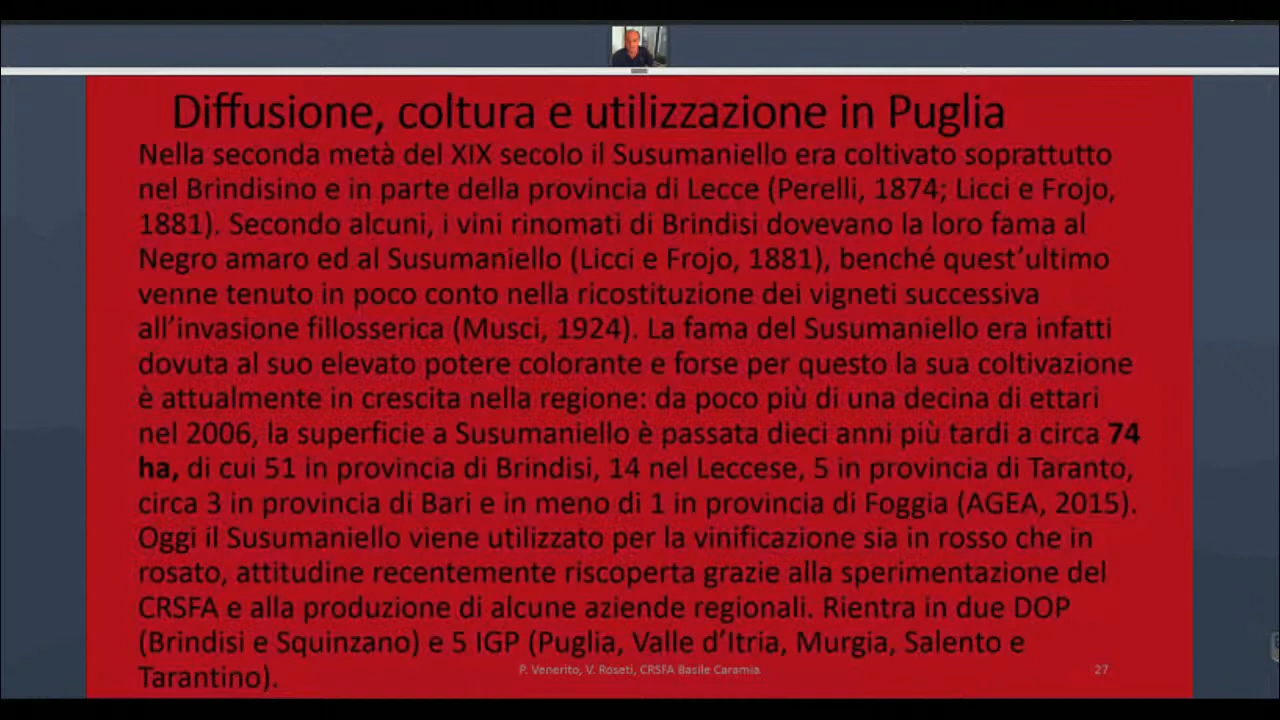 Diffusione, coltura e utilizzazione in Puglia
Nella seconda metà del XIX secolo il Susumaniello era coltivato soprattutto
nel Brindisino e in parte della provincia di Lecce (Perelli, 1874; Licci e Frojo,
1881). Secondo alcuni, i vini rinomati di Brindisi dovevano la loro fama al
Negro amaro ed al Susumaniello (Licci e Frojo, 1881), benché quest'ultimo
venne tenuto in poco conto nella ricostituzione dei vigneti successiva
all'invasione fillosserica (Musci, 1924). La fama del Susumaniello era infatti
dovuta al suo elevato potere colorante e forse per questo la sua coltivazione
è attualmente in crescita nella regione: da poco più di una decina di ettari
nel 2006, la superficie a Susumaniello è passata dieci anni più tardi a circa 74
ha, di cui 51 in provincia di Brindisi, 14 nel Leccese, 5 in provincia di Taranto,
circa 3 in provincia di Bari e in meno di 1 in provincia di Foggia (AGEA, 2015).
Oggi il Susumaniello viene utilizzato per la vinificazione sia in rosso che in
rosato, attitudine recentemente riscoperta grazie alla sperimentazione del
CRSFA e alla produzione di alcune aziende regionali. Rientra in due DOP
(Brindisi e Squinzano) e 5 IGP (Puglia, Valle d'Itria, Murgia, Salento e
Tarantino).
P. Venerito, V. Roseti, CRSFA Basile Caramia
27